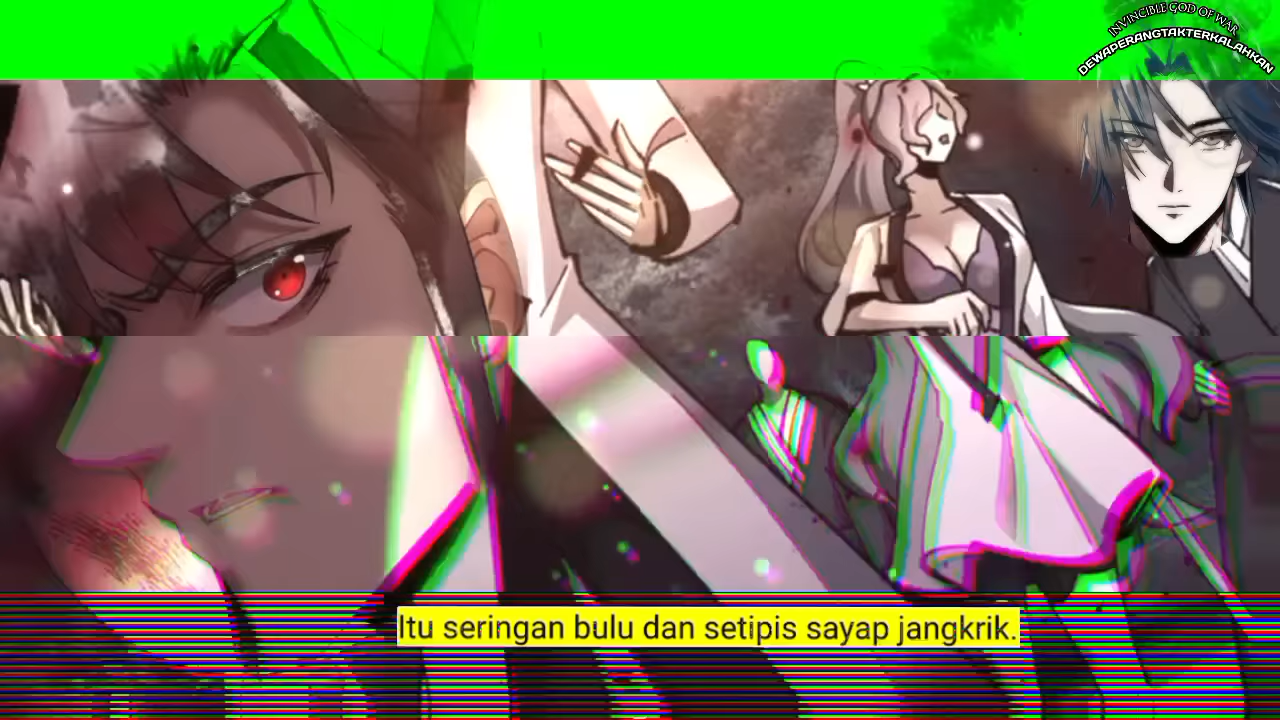 INVINCIBLE GOD OF WAR
DEWAPERANGTAKTERKALAHKAN
Itu seringan bulu dan setipis sayap jangkrik.